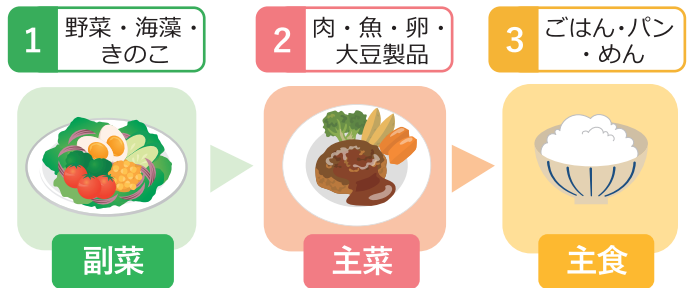 1
野菜・海藻・
きのこ
2
肉・魚・卵・
大豆製品
3
ごはん・パン
・めん
副菜
主菜
主食